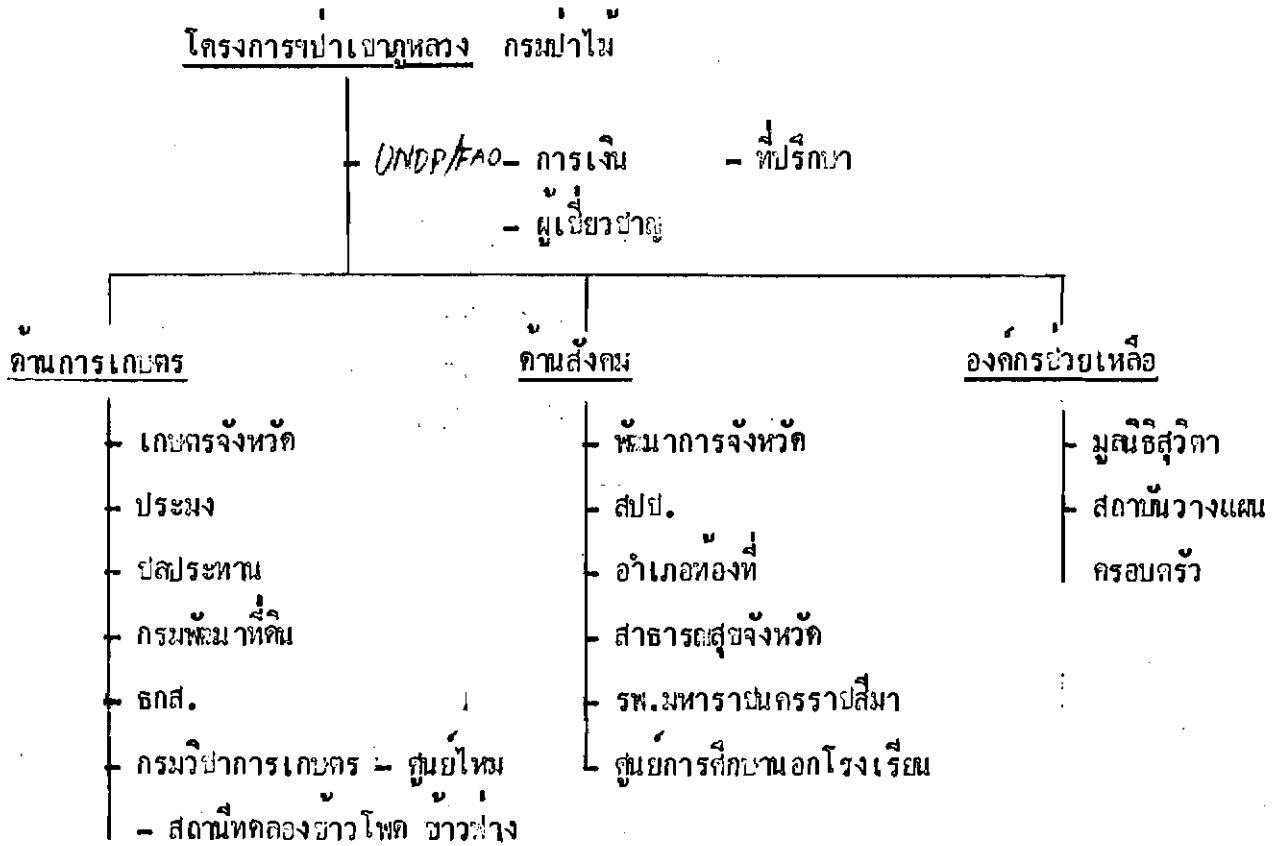 โครงการฃป่าเขาภูหลวง กรมป่าไม้
- UNDP/FAO - การเงิน - ที่ปรึกษา
- ผู้เชี่ยวชาญ
ด้านการเกษตร
- เกษตรจังหวัด
- ประมง
- ชลประทาน
- กรมพัฒนาที่ดิน
- ธกส.
- กรมวิชาการเกษตร - ศูนย์ไหม
- สถานีทดลองข้าวโพด ข้าวฟ่าง
ด้านสังคม
- พัฒนาการจังหวัด
- สปช.
- อำเภอท้องที่
- สาธารณสุขจังหวัด
- รพ.มหาราชนครราชสีมา
- ศูนย์การศึกษานอกโรงเรียน
องค์กรช่วยเหลือ
- มูลนิธิสุวิตา
- สถาบันวางแผน
ครอบครัว